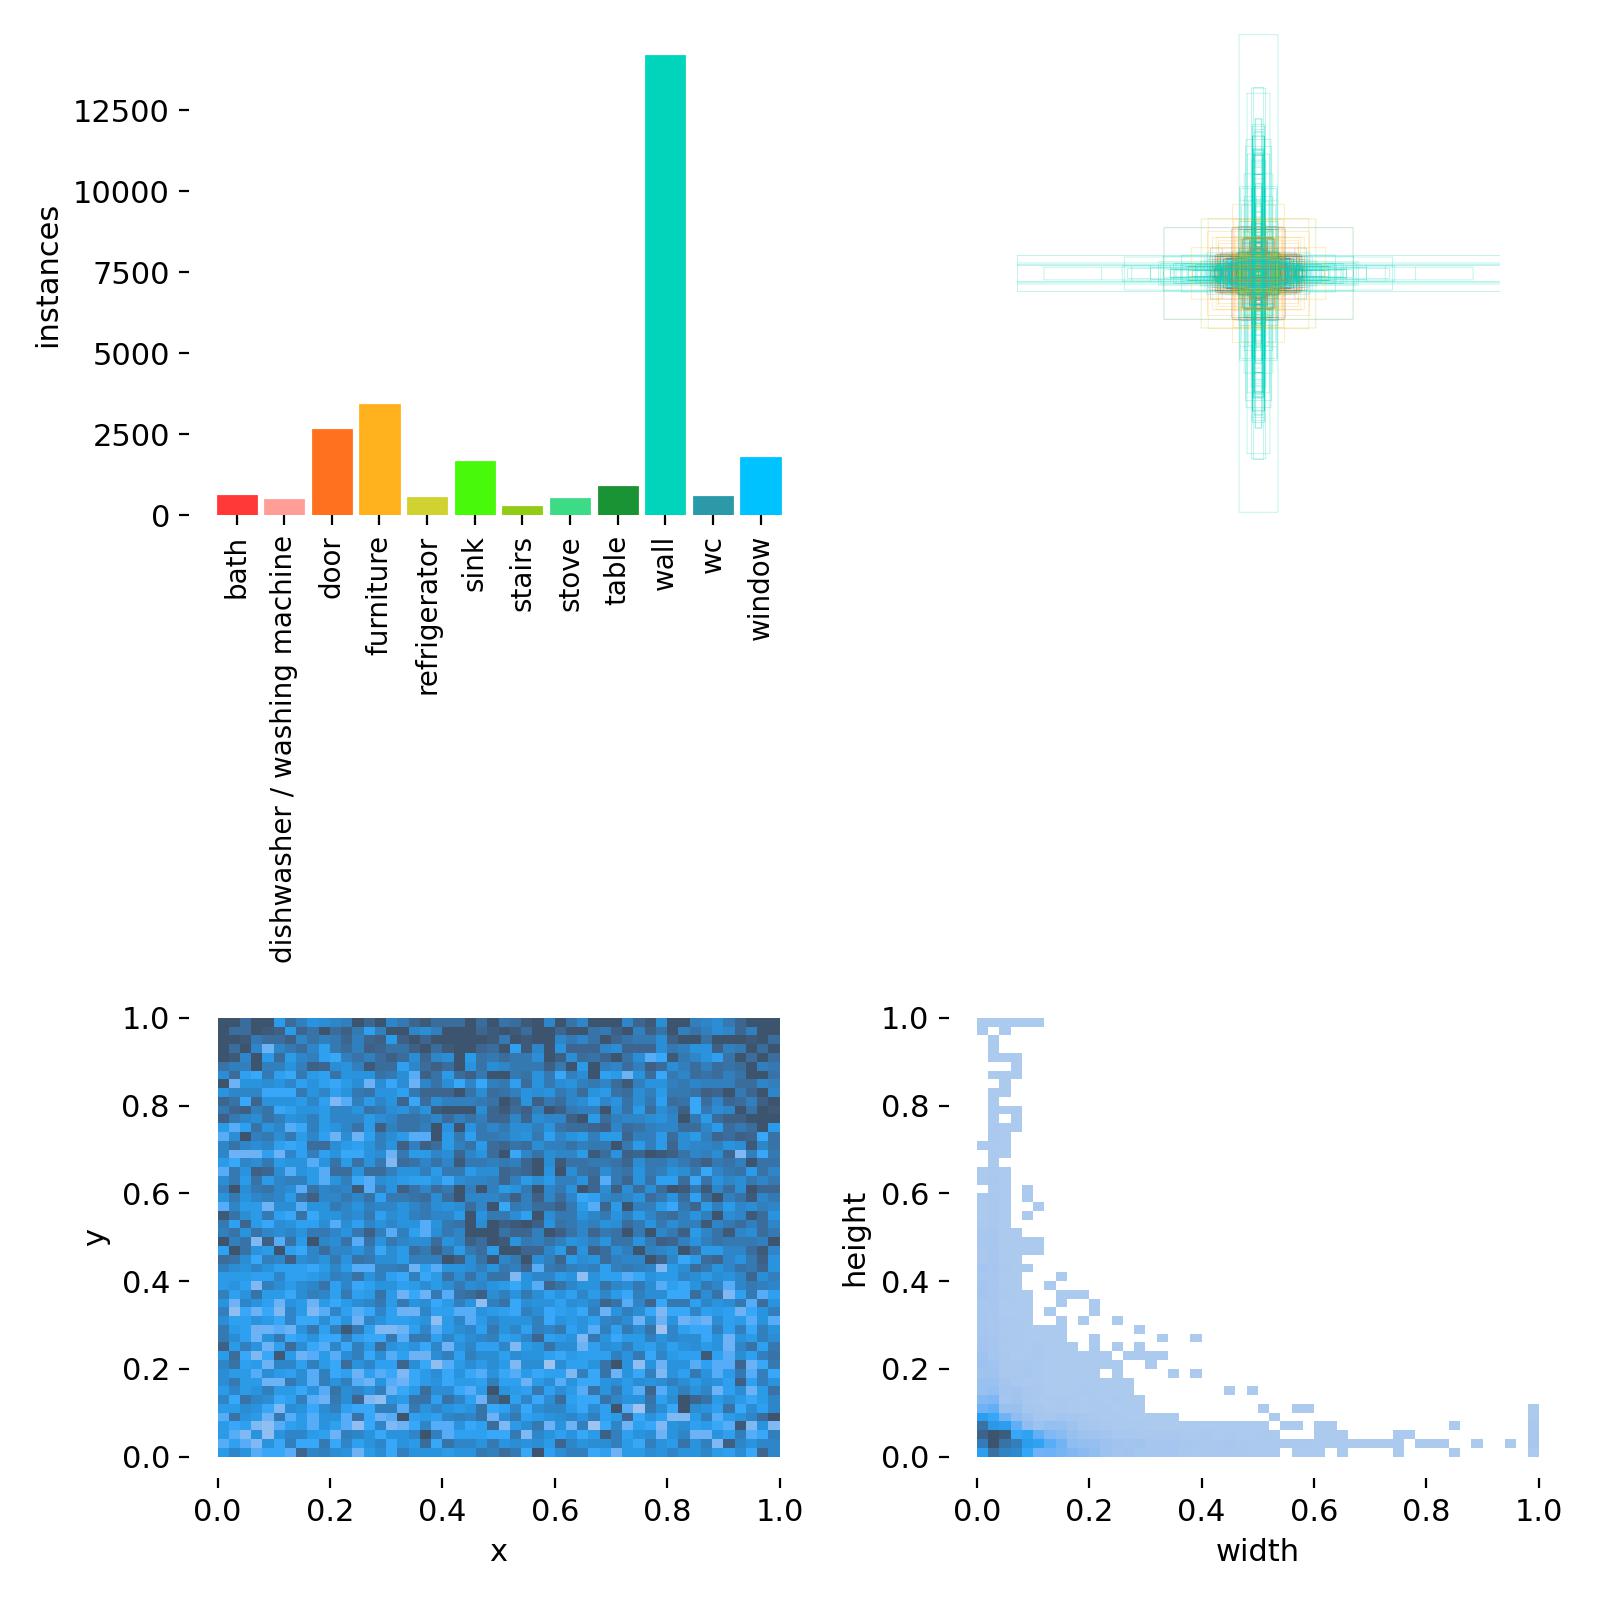 instances
12500
10000
7500
5000
2500
0
bath
dishwasher / washing machine
door
furniture
refrigerator
sink
stairs
stove
table
wall
wc
window
y
1.0
0.8
0.6
0.4
0.2
0.0
0.0 0.2 0.4 0.6 0.8 1.0
x
height
1.0
0.8
0.6
0.4
0.2
0.0
0.0 0.2 0.4 0.6 0.8 1.0
width